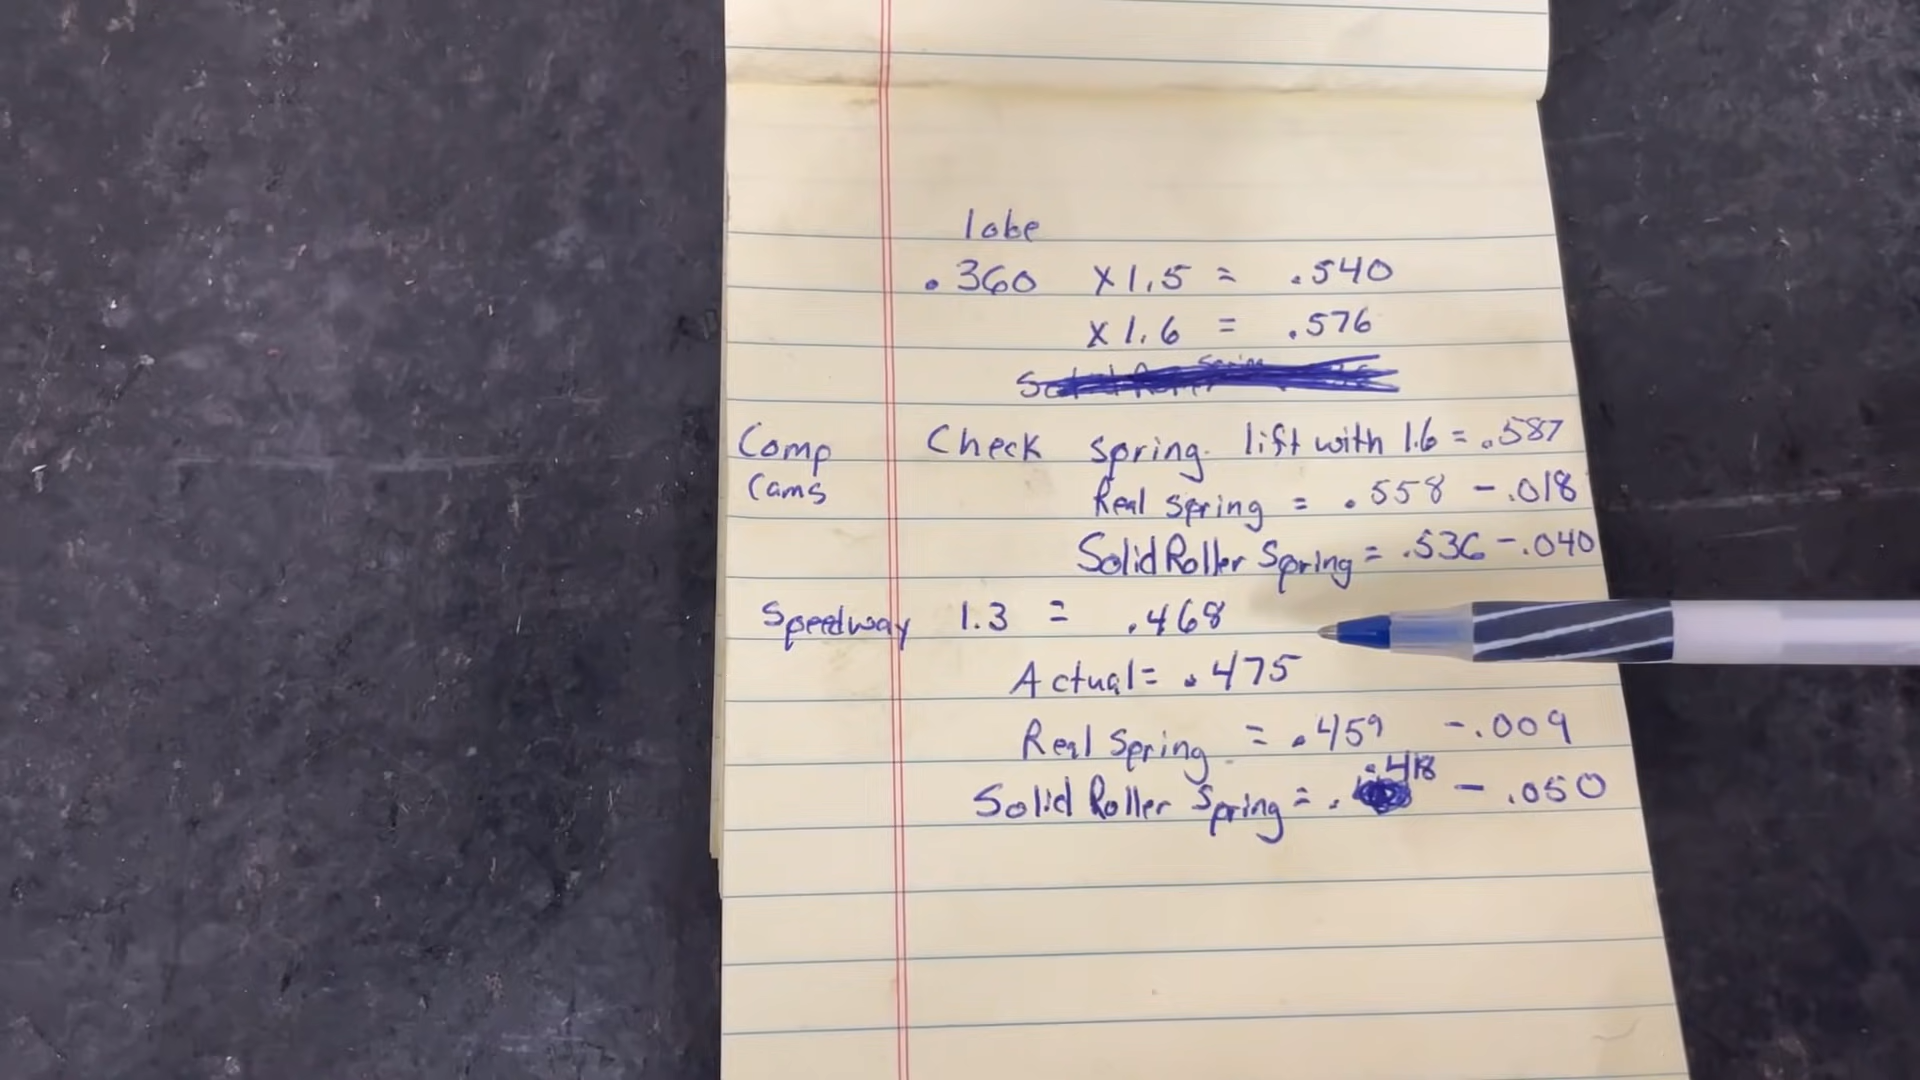 lobe
.360 x 1.5 = .540
x 1.6 = .576
Comp Cams Check spring. lift with 1.6 = .587
Real spring = .558 - .018
Solid Roller Spring = .536 - .040
Speedway 1.3 = .468
Actual = .475
Real Spring = .459 - .009
Solid Roller Spring = . .418 - .050